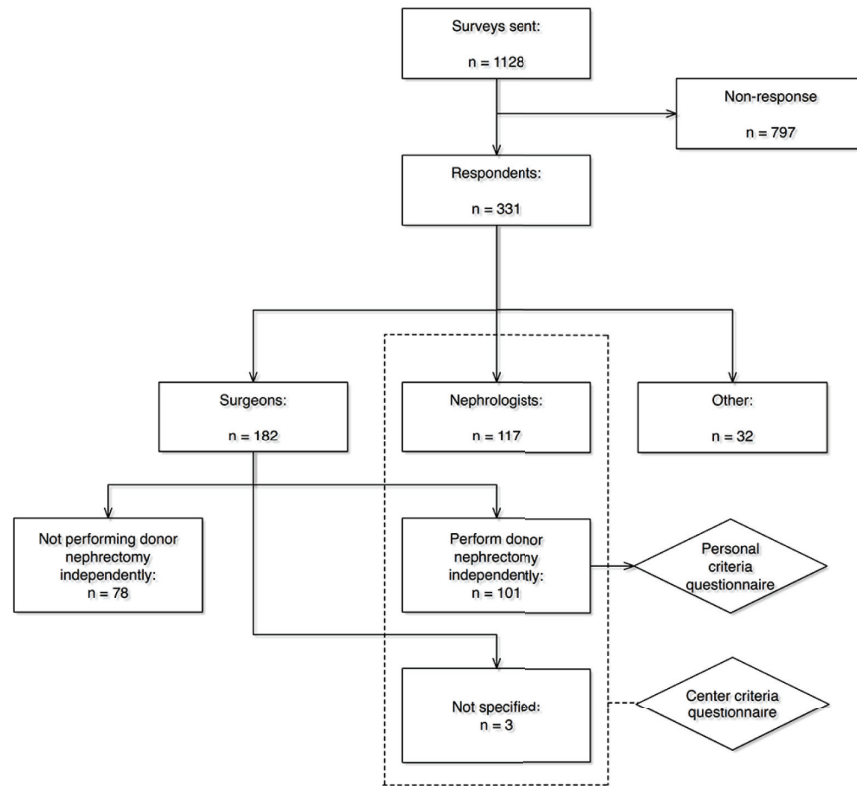 Surveys sent:
n = 1128
Non-response
n = 797
Respondents:
n = 331
Surgeons:
n = 182
Nephrologists:
n = 117
Other:
n = 32
Not performing donor
nephrectomy
independently:
n = 78
Perform donor
nephrectomy
independently:
n = 101
Personal
criteria
questionnaire
Not specified:
n = 3
Center criteria
questionnaire